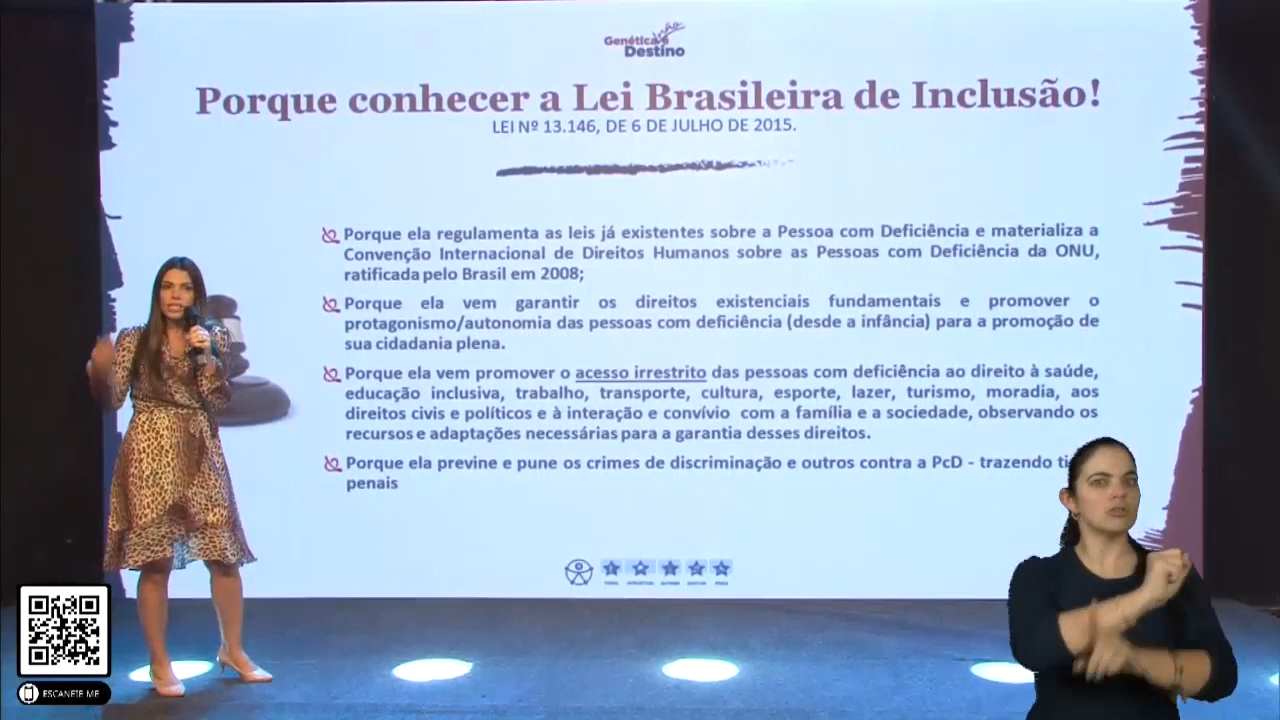 Genética não é
Destino
Porque conhecer a Lei Brasileira de Inclusão!
LEI Nº 13.146, DE 6 DE JULHO DE 2015.
Porque ela regulamenta as leis já existentes sobre a Pessoa com Deficiência e materializa a
Convenção Internacional de Direitos Humanos sobre as Pessoas com Deficiência da ONU,
ratificada pelo Brasil em 2008;
Porque ela vem garantir os direitos existenciais fundamentais e promover o
protagonismo/autonomia das pessoas com deficiência (desde a infância) para a promoção de
sua cidadania plena.
Porque ela vem promover o acesso irrestrito das pessoas com deficiência ao direito à saúde,
educação inclusiva, trabalho, transporte, cultura, esporte, lazer, turismo, moradia, aos
direitos civis e políticos e à interação e convívio com a família e a sociedade, observando os
recursos e adaptações necessárias para a garantia desses direitos.
Porque ela previne e pune os crimes de discriminação e outros contra a PcD - trazendo
penais
ESCANEIE ME